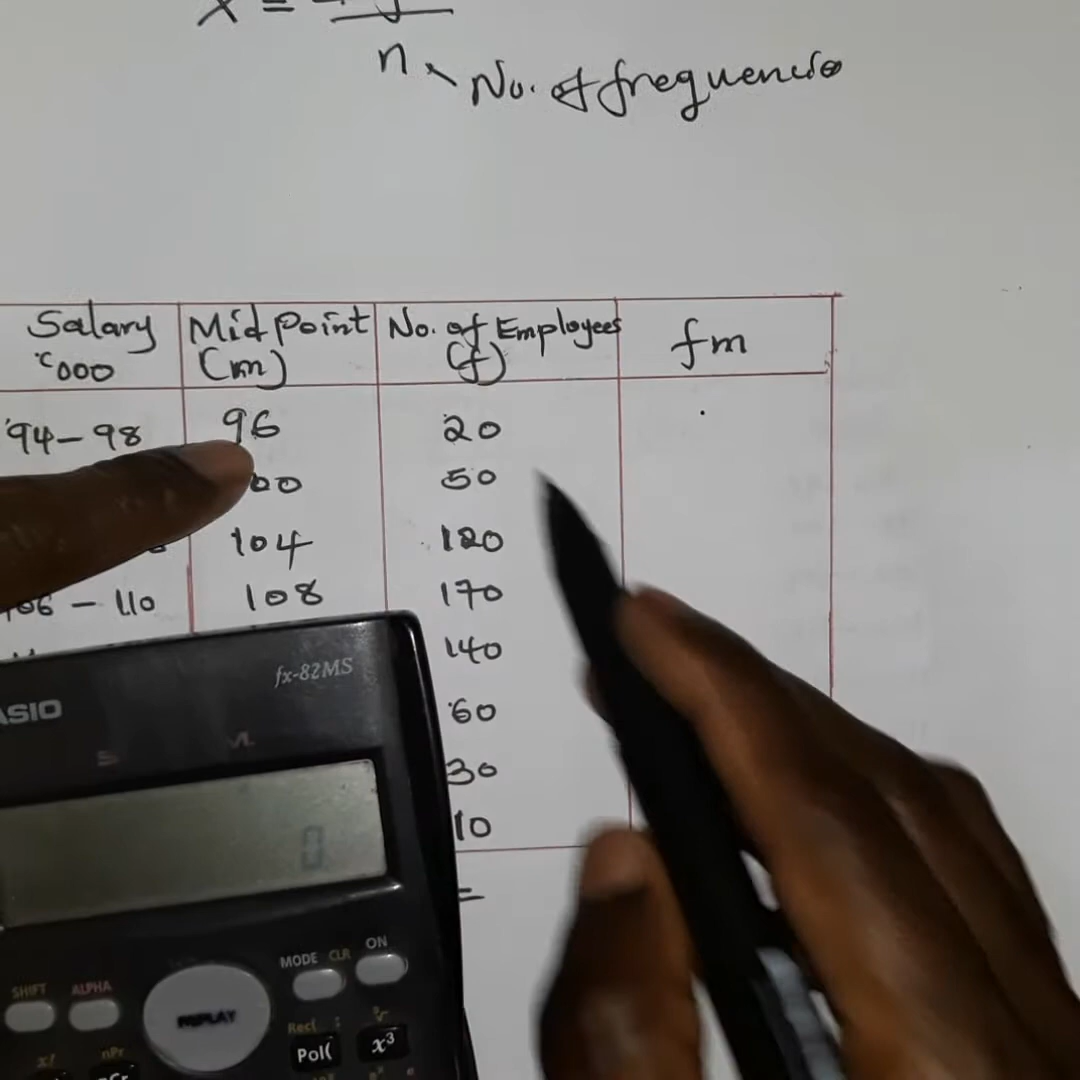 n No. of frequencies
Salary Mid Point No. of Employees fm
'000 (m) (f)
94-98 96 20
50
104 120
106 - 110 108 170
140
60
30
10
=
fx-82MS
MODE CLR ON
SHIFT ALPHA REPLAY
Pol( x³
x! nPr